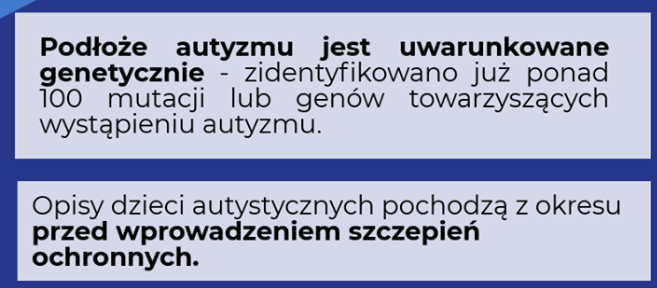 Podłoże autyzmu jest uwarunkowane
genetycznie - zidentyfikowano już ponad
100 mutacji lub genów towarzyszących
wystąpieniu autyzmu.
Opisy dzieci autystycznych pochodzą z okresu
przed wprowadzeniem szczepień
ochronnych.